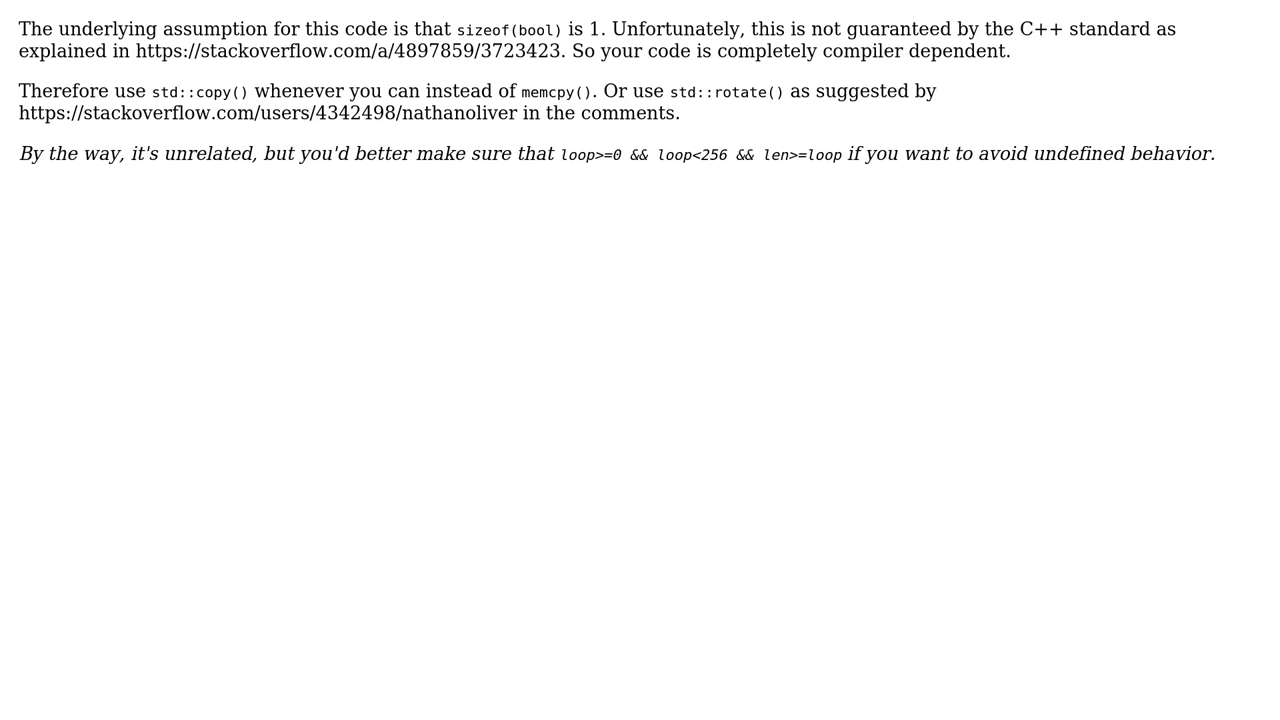 The underlying assumption for this code is that sizeof(bool) is 1. Unfortunately, this is not guaranteed by the C++ standard as
explained in https://stackoverflow.com/a/4897859/3723423. So your code is completely compiler dependent.
Therefore use std::copy() whenever you can instead of memcpy(). Or use std::rotate() as suggested by
https://stackoverflow.com/users/4342498/nathanoliver in the comments.
By the way, it's unrelated, but you'd better make sure that loop>=0 && loop<256 && len>=loop if you want to avoid undefined behavior.